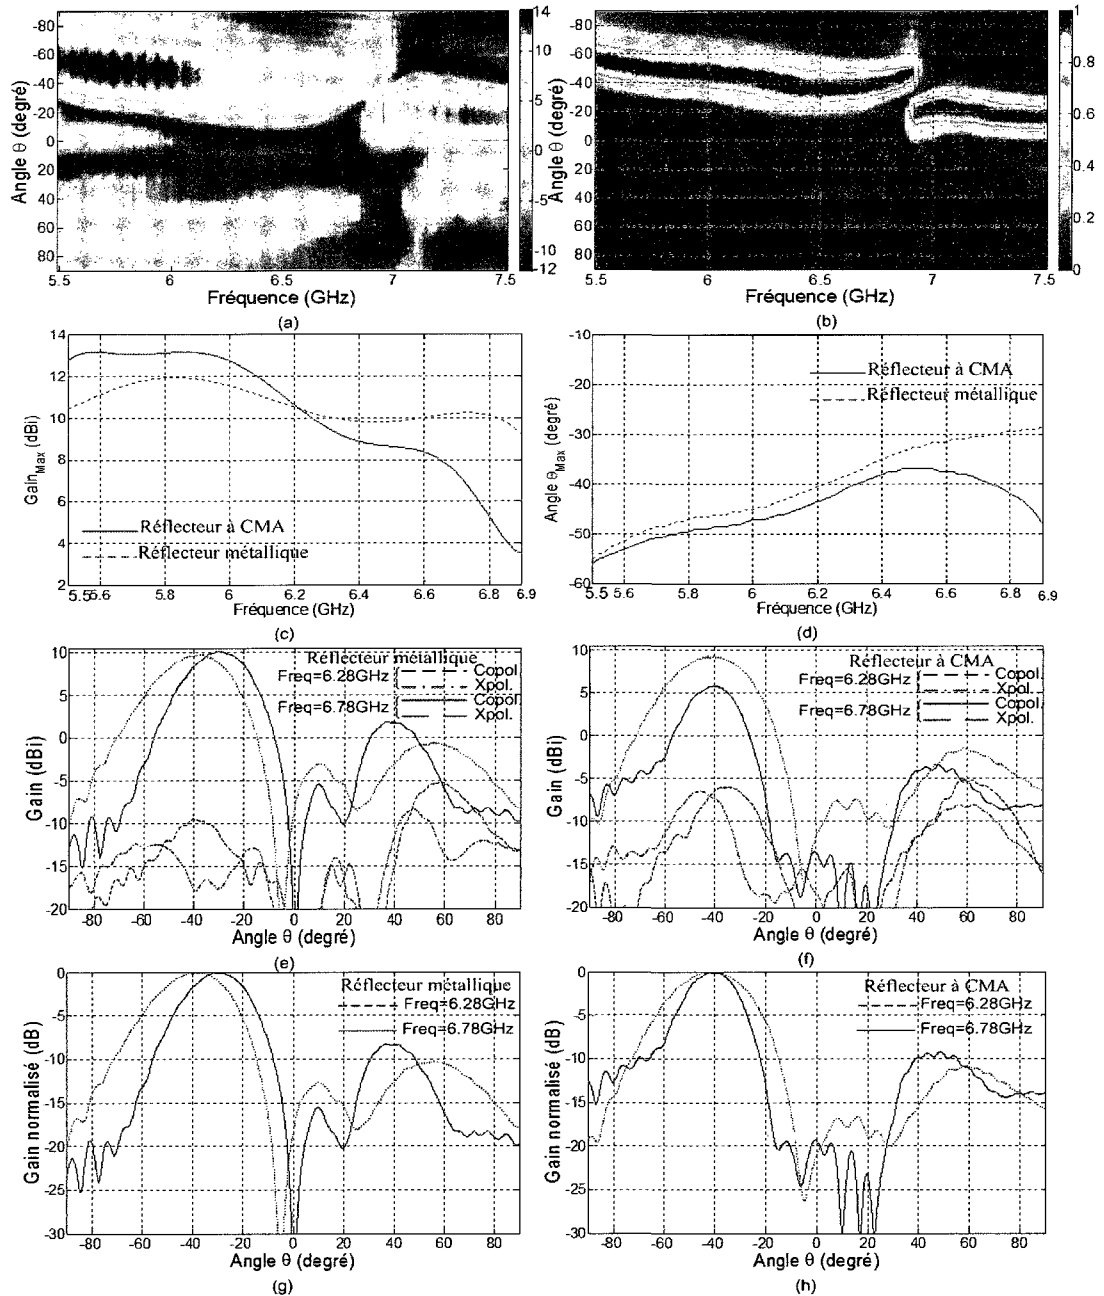 -80
-60
-40
-20
0
20
40
60
80
Angle θ (degré)
5.5
6
6.5
7
7.5
Fréquence (GHz)
14
10
5
0
-5
-10
-12
(a)
-80
-60
-40
-20
0
20
40
60
80
Angle θ (degré)
5.5
6
6.5
7
7.5
Fréquence (GHz)
1
0.8
0.6
0.4
0.2
0
(b)
14
12
10
8
6
4
2
Gain Max (dBi)
Réflecteur à CMA
Réflecteur métallique
5.5 5.6 5.8 6 6.2 6.4 6.6 6.8 6.9
Fréquence (GHz)
(c)
-10
-20
-30
-40
-50
-60
Angle θ Max (degré)
Réflecteur à CMA
Réflecteur métallique
5.5 5.6 5.8 6 6.2 6.4 6.6 6.8 6.9
Fréquence (GHz)
(d)
10
5
0
-5
-10
-15
-20
Gain (dBi)
Réflecteur métallique
Freq=6.28GHz
Copol.
Xpol.
Freq=6.78GHz
Copol.
Xpol.
-80 -60 -40 -20 0 20 40 60 80
Angle θ (degré)
(e)
10
5
0
-5
-10
-15
-20
Gain (dBi)
Réflecteur à CMA
Freq=6.28GHz
Copol.
Xpol.
Freq=6.78GHz
Copol.
Xpol.
-80 -60 -40 -20 0 20 40 60 80
Angle θ (degré)
(f)
0
-5
-10
-15
-20
-25
-30
Gain normalisé (dB)
Réflecteur métallique
Freq=6.28GHz
Freq=6.78GHz
-80 -60 -40 -20 0 20 40 60 80
Angle θ (degré)
(g)
0
-5
-10
-15
-20
-25
-30
Gain normalisé (dB)
Réflecteur à CMA
Freq=6.28GHz
Freq=6.78GHz
-80 -60 -40 -20 0 20 40 60 80
Angle θ (degré)
(h)